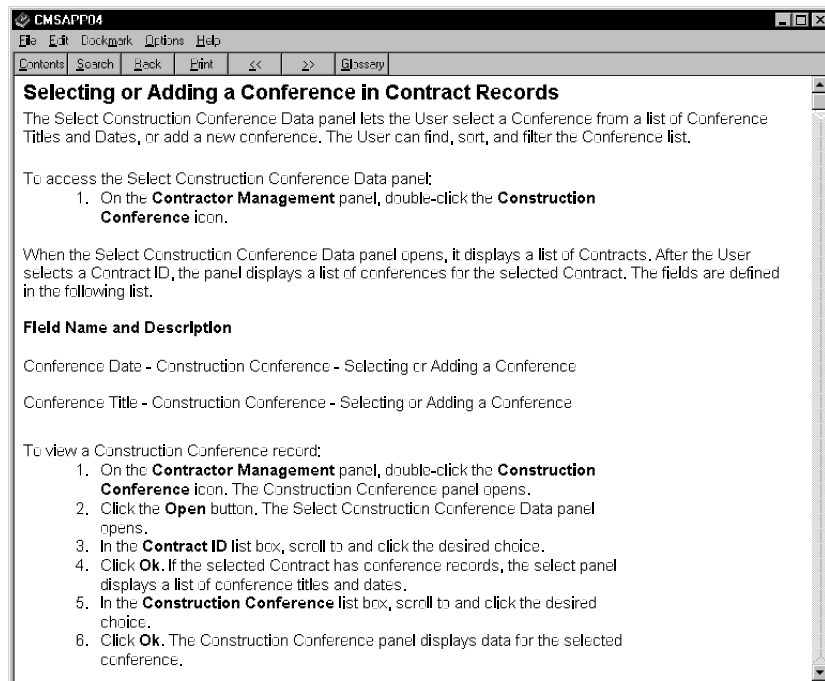 CMSAPP04
File Edit Bookmark Options Help
Contents Search Back Print << >> Glossary
Selecting or Adding a Conference in Contract Records
The Select Construction Conference Data panel lets the User select a Conference from a list of Conference
Titles and Dates, or add a new conference. The User can find, sort, and filter the Conference list.
To access the Select Construction Conference Data panel:
1. On the Contractor Management panel, double-click the Construction
Conference icon.
When the Select Construction Conference Data panel opens, it displays a list of Contracts. After the User
selects a Contract ID, the panel displays a list of conferences for the selected Contract. The fields are defined
in the following list.
Field Name and Description
Conference Date - Construction Conference - Selecting or Adding a Conference
Conference Title - Construction Conference - Selecting or Adding a Conference
To view a Construction Conference record:
1. On the Contractor Management panel, double-click the Construction
Conference icon. The Construction Conference panel opens.
2. Click the Open button. The Select Construction Conference Data panel
opens.
3. In the Contract ID list box, scroll to and click the desired choice.
4. Click Ok. If the selected Contract has conference records, the select panel
displays a list of conference titles and dates.
5. In the Construction Conference list box, scroll to and click the desired
choice.
6. Click Ok. The Construction Conference panel displays data for the selected
conference.